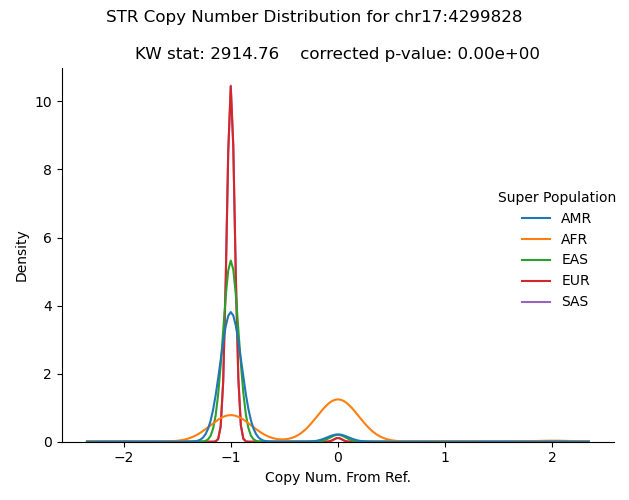 STR Copy Number Distribution for chr17:4299828
KW stat: 2914.76    corrected p-value: 0.00e+00
10
8
6
4
2
0
Density
Super Population
AMR
AFR
EAS
EUR
SAS
−2
−1
0
1
2
Copy Num. From Ref.